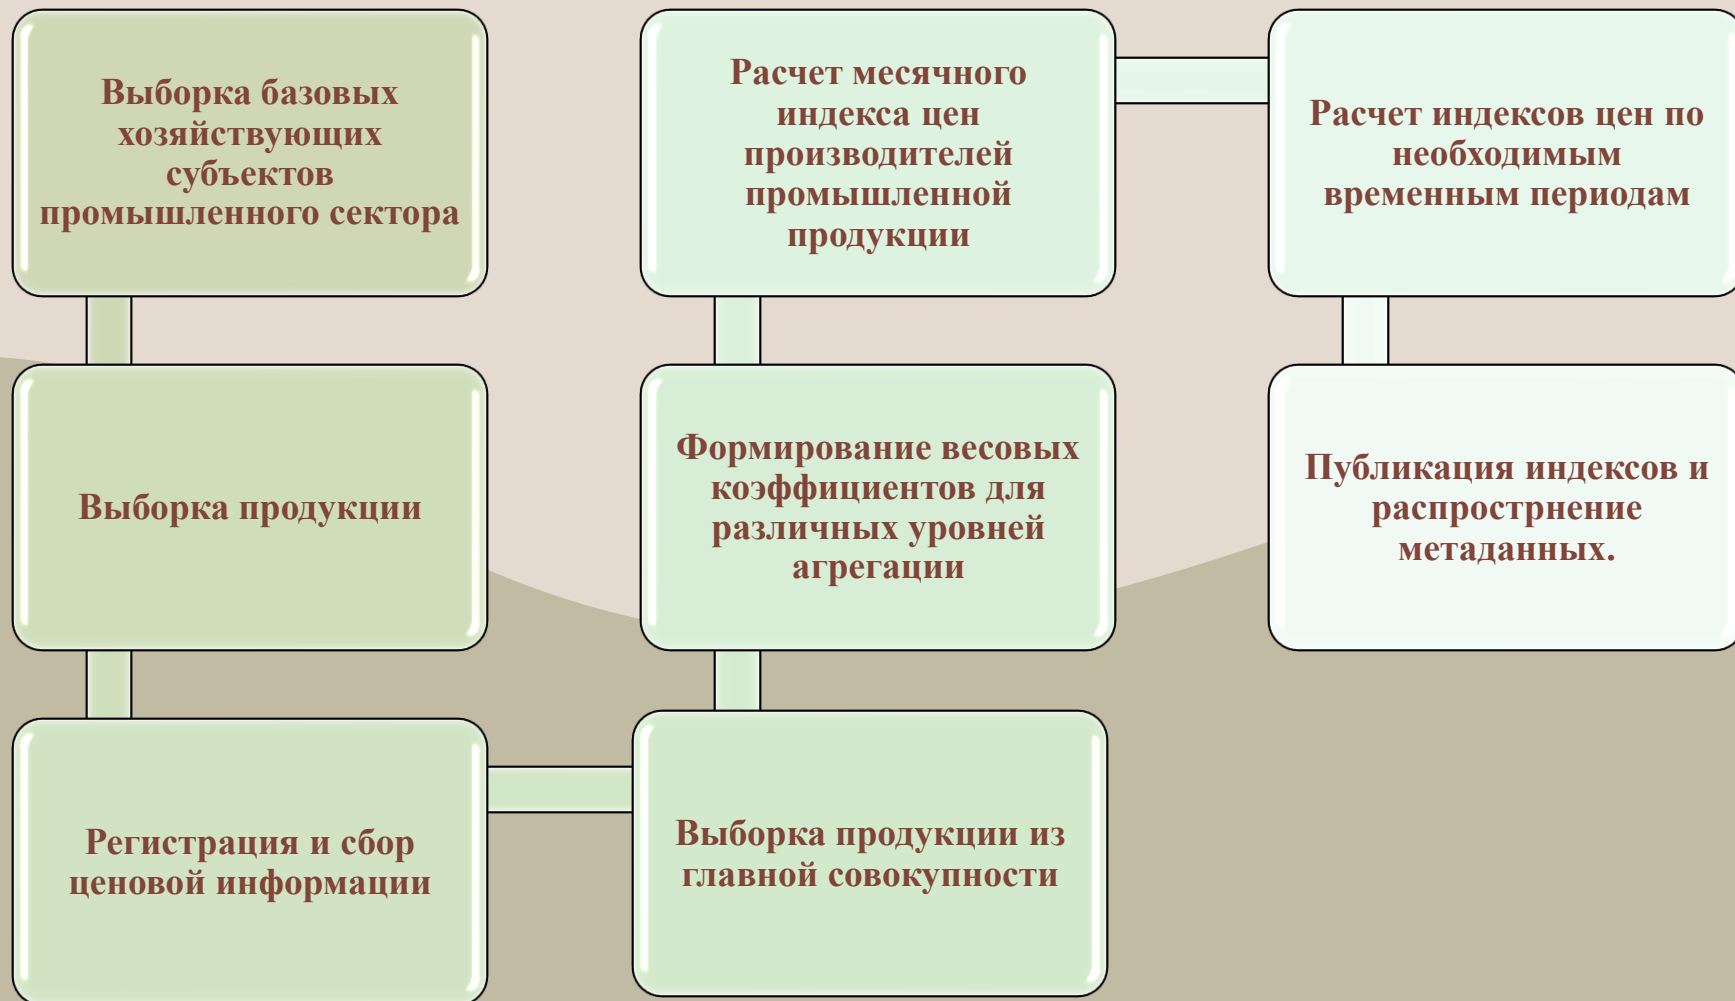 Выборка базовых
хозяйствующих
субъектов
промышленного сектора
Выборка продукции
Регистрация и сбор
ценовой информации
Выборка продукции из
главной совокупности
Формирование весовых
коэффициентов для
различных уровней
агрегации
Расчет месячного
индекса цен
производителей
промышленной
продукции
Расчет индексов цен по
необходимым
временным периодам
Публикация индексов и
распрострнение
метаданных.